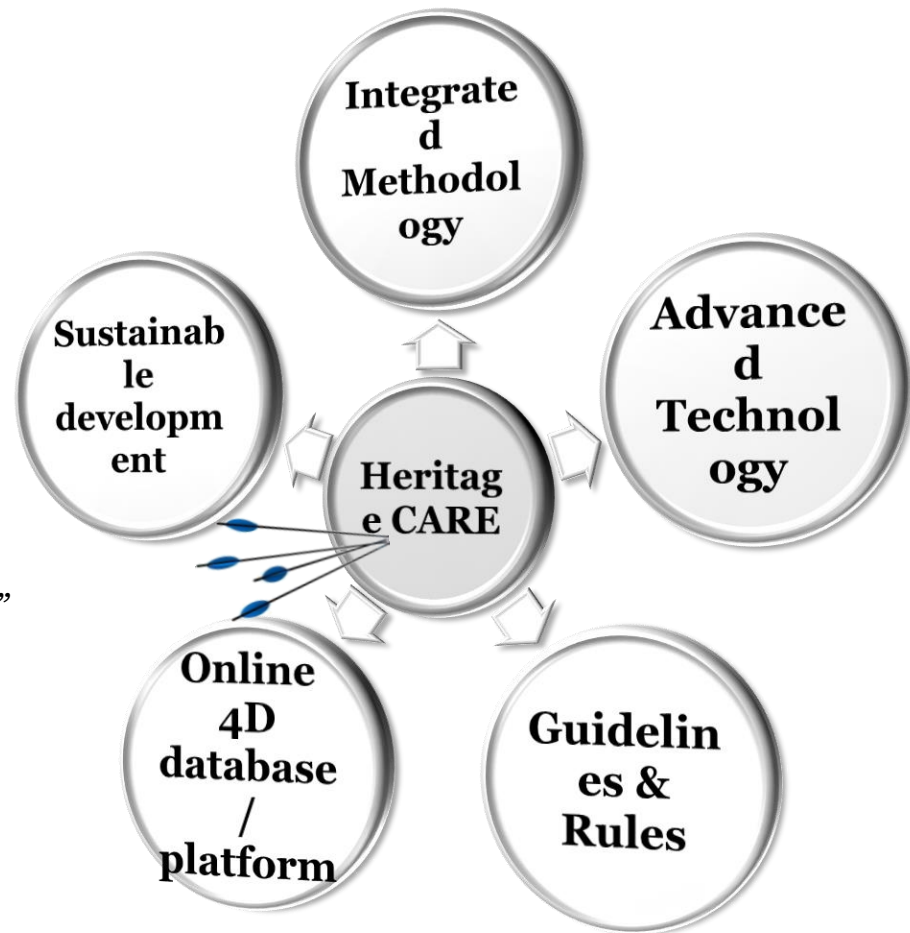 Integrate
d
Methodol
ogy
Sustainab
le
developm
ent
Advance
d
Technol
ogy
Heritag
e CARE
”
Online
4D
database
/
platform
Guidelin
es &
Rules